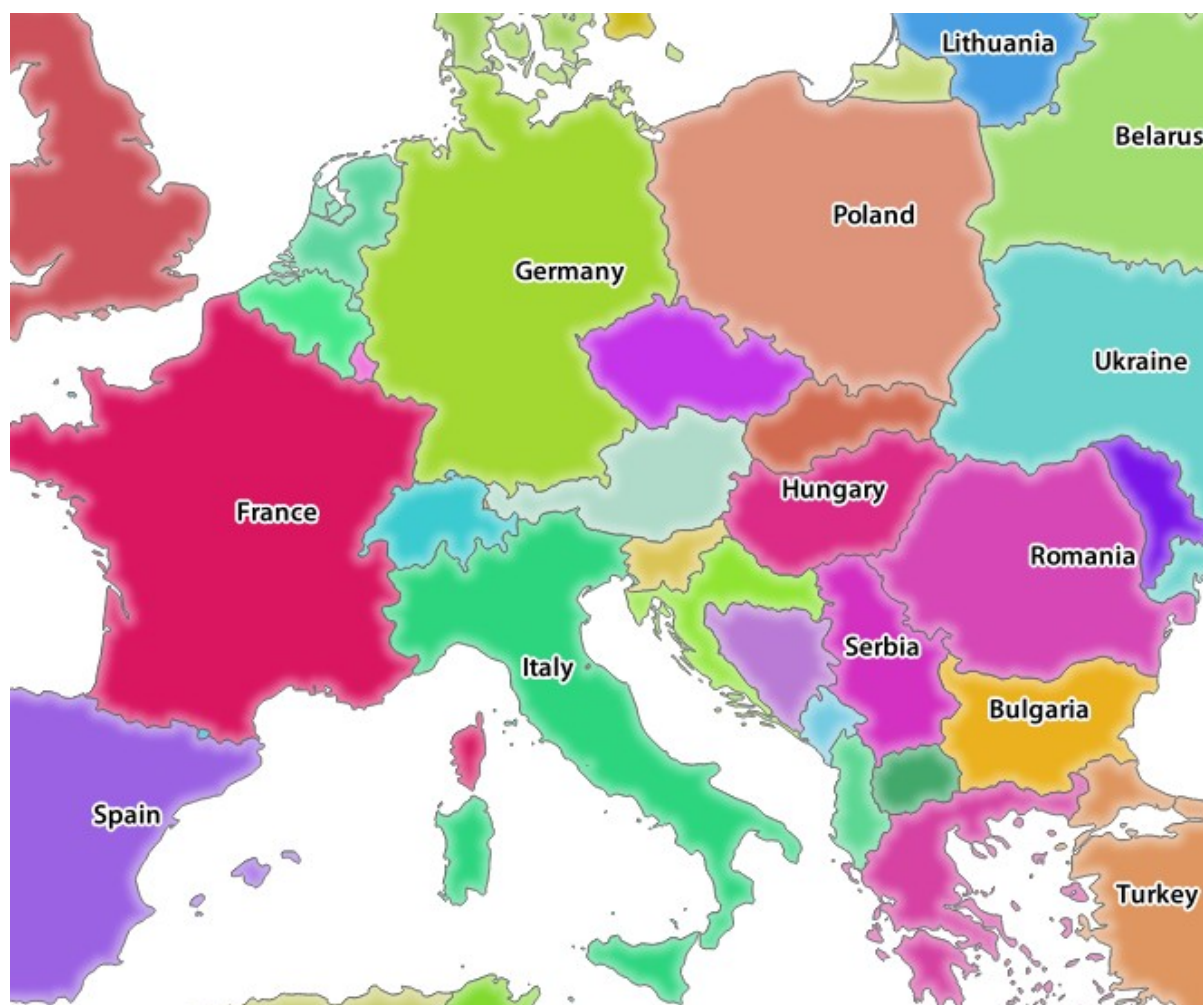 Lithuania
Belarus
Poland
Germany
Ukraine
Hungary
France
Romania
Serbia
Italy
Bulgaria
Spain
Turkey